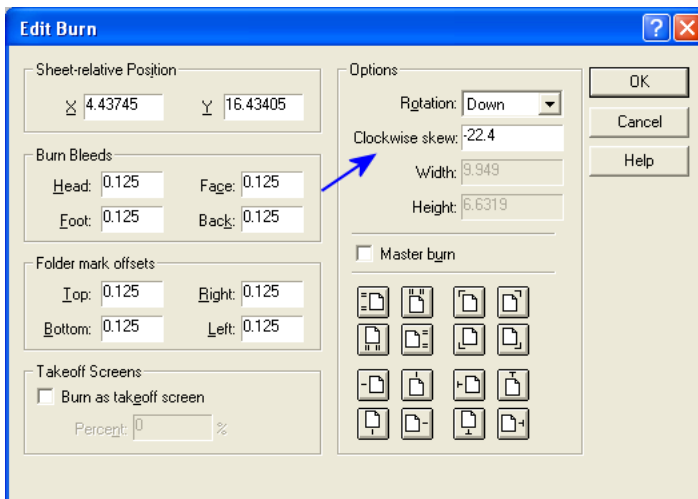 Edit Burn
Sheet-relative Position
X 4.43745 Y 16.43405
Burn Bleeds
Head: 0.125 Face: 0.125
Foot: 0.125 Back: 0.125
Folder mark offsets
Top: 0.125 Right: 0.125
Bottom: 0.125 Left: 0.125
Takeoff Screens
Burn as takeoff screen
Percent: 0 %
Options
Rotation: Down
Clockwise skew: -22.4
Width: 9.949
Height: 6.6319
Master burn
OK
Cancel
Help